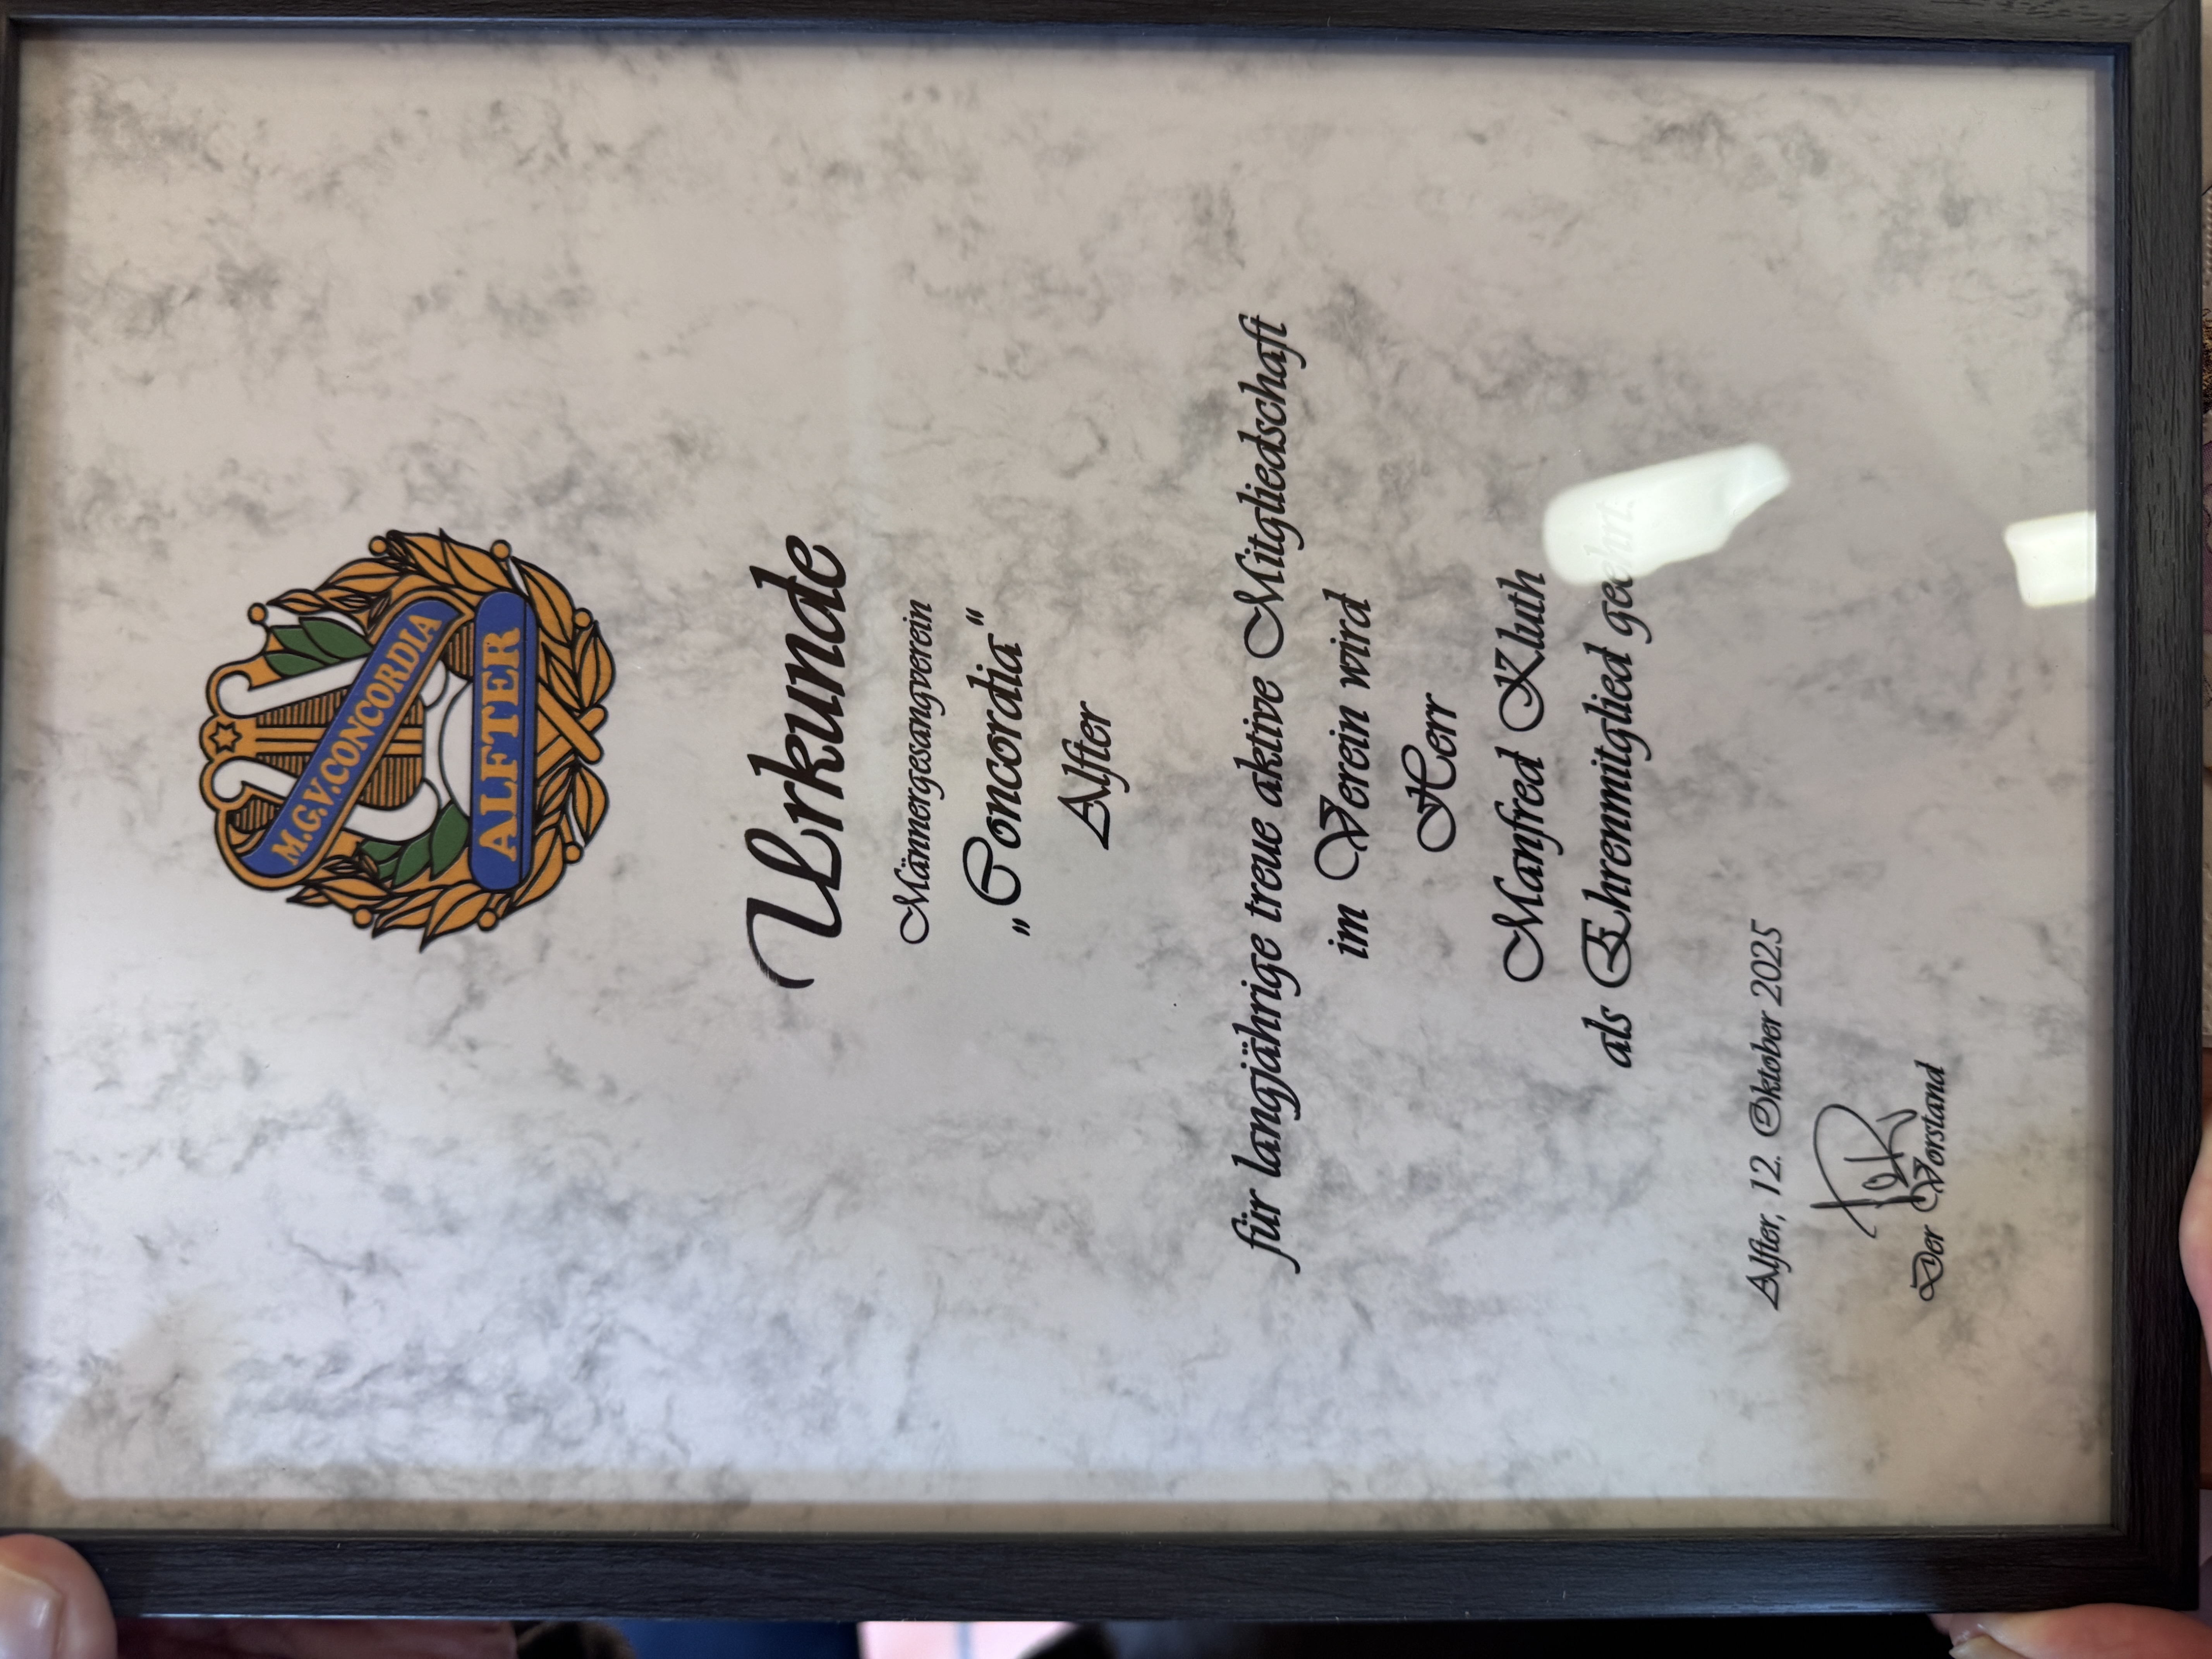 M.G.V. CONCORDIA
ALFTER
Urkunde
Männergesangverein
„Concordia“
Alfter
für langjährige treue aktive Mitgliedschaft
im Verein wird
Herr
Manfred Kluth
als Ehrenmitglied geehrt.
Alfter, 12. Oktober 2025
Der Vorstand